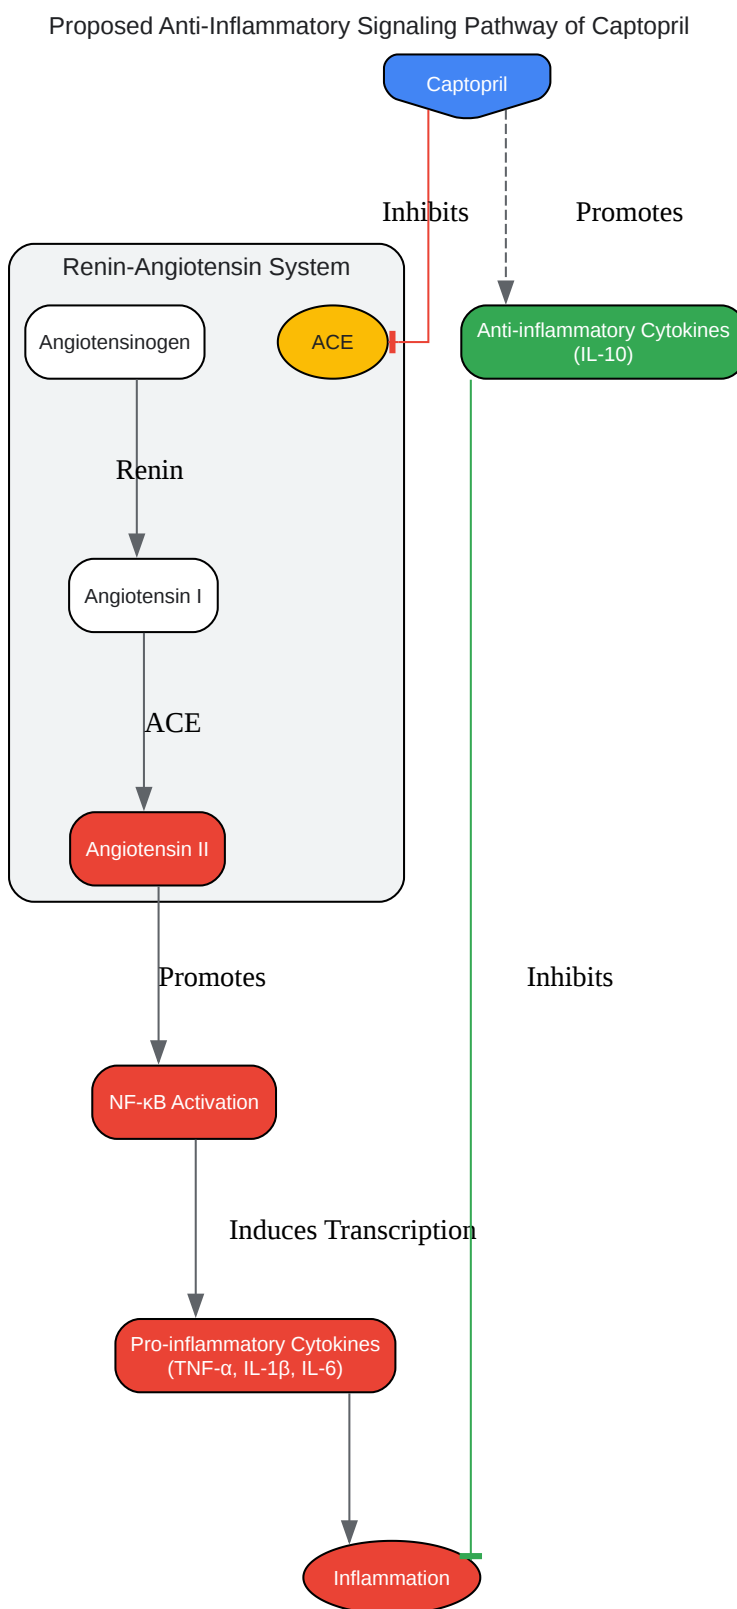 Proposed Anti-Inflammatory Signaling Pathway of Captopril
Captopril
Inhibits
Promotes
Renin-Angiotensin System
Angiotensinogen
ACE
Anti-inflammatory Cytokines
(IL-10)
Renin
Angiotensin I
ACE
Angiotensin II
Promotes
Inhibits
NF-κB Activation
Induces Transcription
Pro-inflammatory Cytokines
(TNF-α, IL-1β, IL-6)
Inflammation